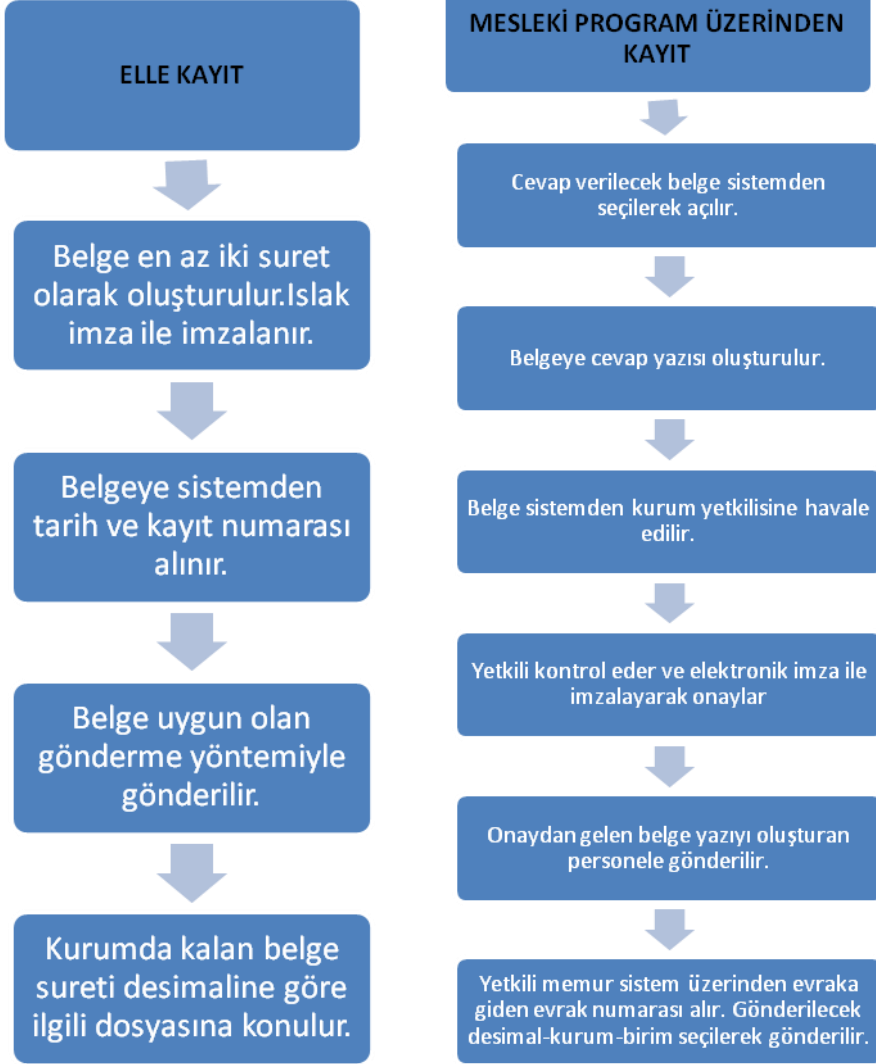 ELLE KAYIT
Belge en az iki suret
olarak oluşturulur.Islak
imza ile imzalanır.
Belgeye sistemden
tarih ve kayıt numarası
alınır.
Belge uygun olan
gönderme yöntemiyle
gönderilir.
Kurumda kalan belge
sureti desimaline göre
ilgili dosyasına konulur.
MESLEKİ PROGRAM ÜZERİNDEN
KAYIT
Cevap verilecek belge sistemden
seçilerek açılır.
Belgeye cevap yazısı oluşturulur.
Belge sistemden kurum yetkilisine havale
edilir.
Yetkili kontrol eder ve elektronik imza ile
imzalayarak onaylar
Onaydan gelen belge yazıyı oluşturan
personele gönderilir.
Yetkili memur sistem üzerinden evraka
giden evrak numarası alır. Gönderilecek
desimal-kurum-birim seçilerek gönderilir.